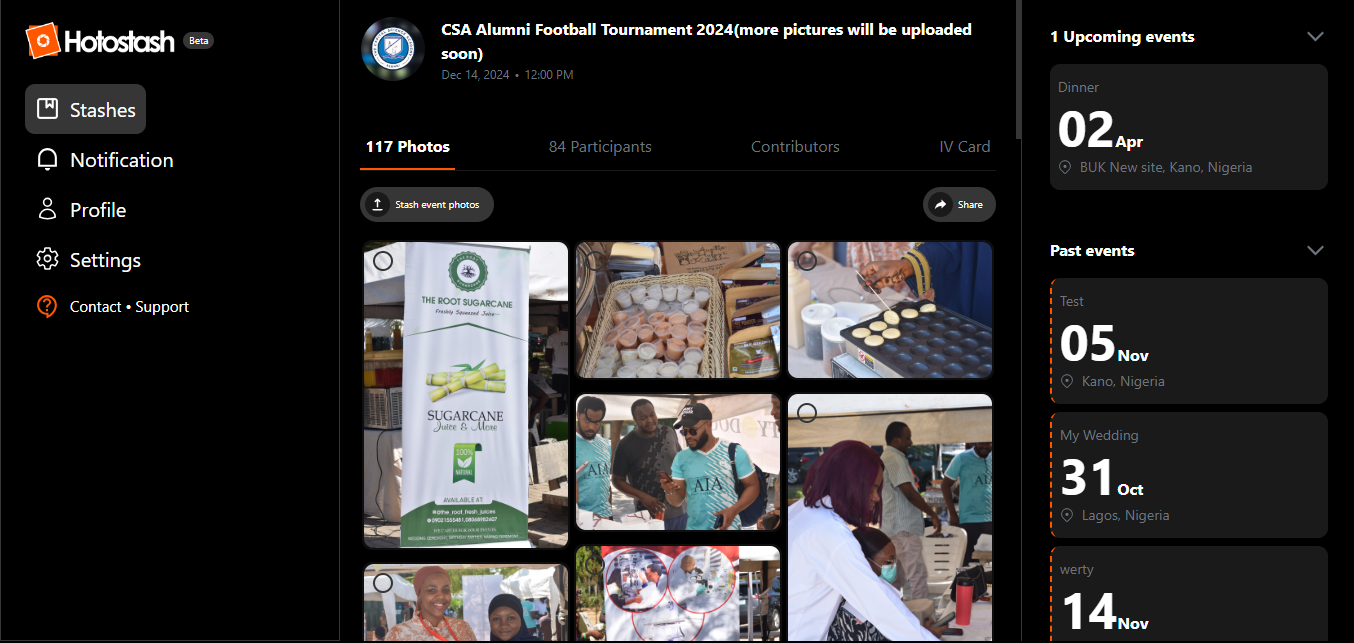 Hotostash Beta
Stashes
Notification
Profile
Settings
Contact • Support
CSA Alumni Football Tournament 2024(more pictures will be uploaded
soon)
Dec 14, 2024 • 12:00 PM
117 Photos
84 Participants
Contributors
IV Card
Stash event photos
Share
THE ROOT SUGARCANE
Freshly Squeezed Juice
SUGARCANE
Juice & More
100%
NATURAL
AVAILABLE AT:
@the_root_fresh_juices
AIA
1 Upcoming events
Dinner
02 Apr
BUK New site, Kano, Nigeria
Past events
Test
05 Nov
Kano, Nigeria
My Wedding
31 Oct
Lagos, Nigeria
werty
14 Nov